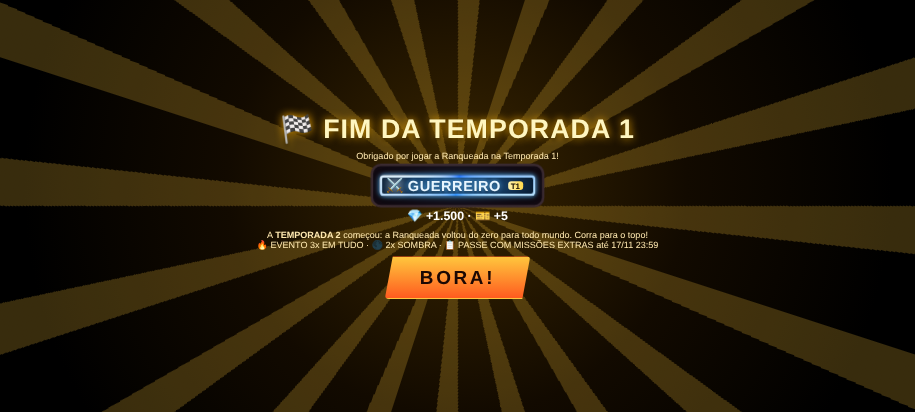 🏁 FIM DA TEMPORADA 1
Obrigado por jogar a Ranqueada na Temporada 1!
⚔️ GUERREIRO T1
💎 +1.500 · 🎫 +5
A TEMPORADA 2 começou: a Ranqueada voltou do zero para todo mundo. Corra para o topo!
🔥 EVENTO 3x EM TUDO · 🌑 2x SOMBRA · 📋 PASSE COM MISSÕES EXTRAS até 17/11 23:59
BORA!